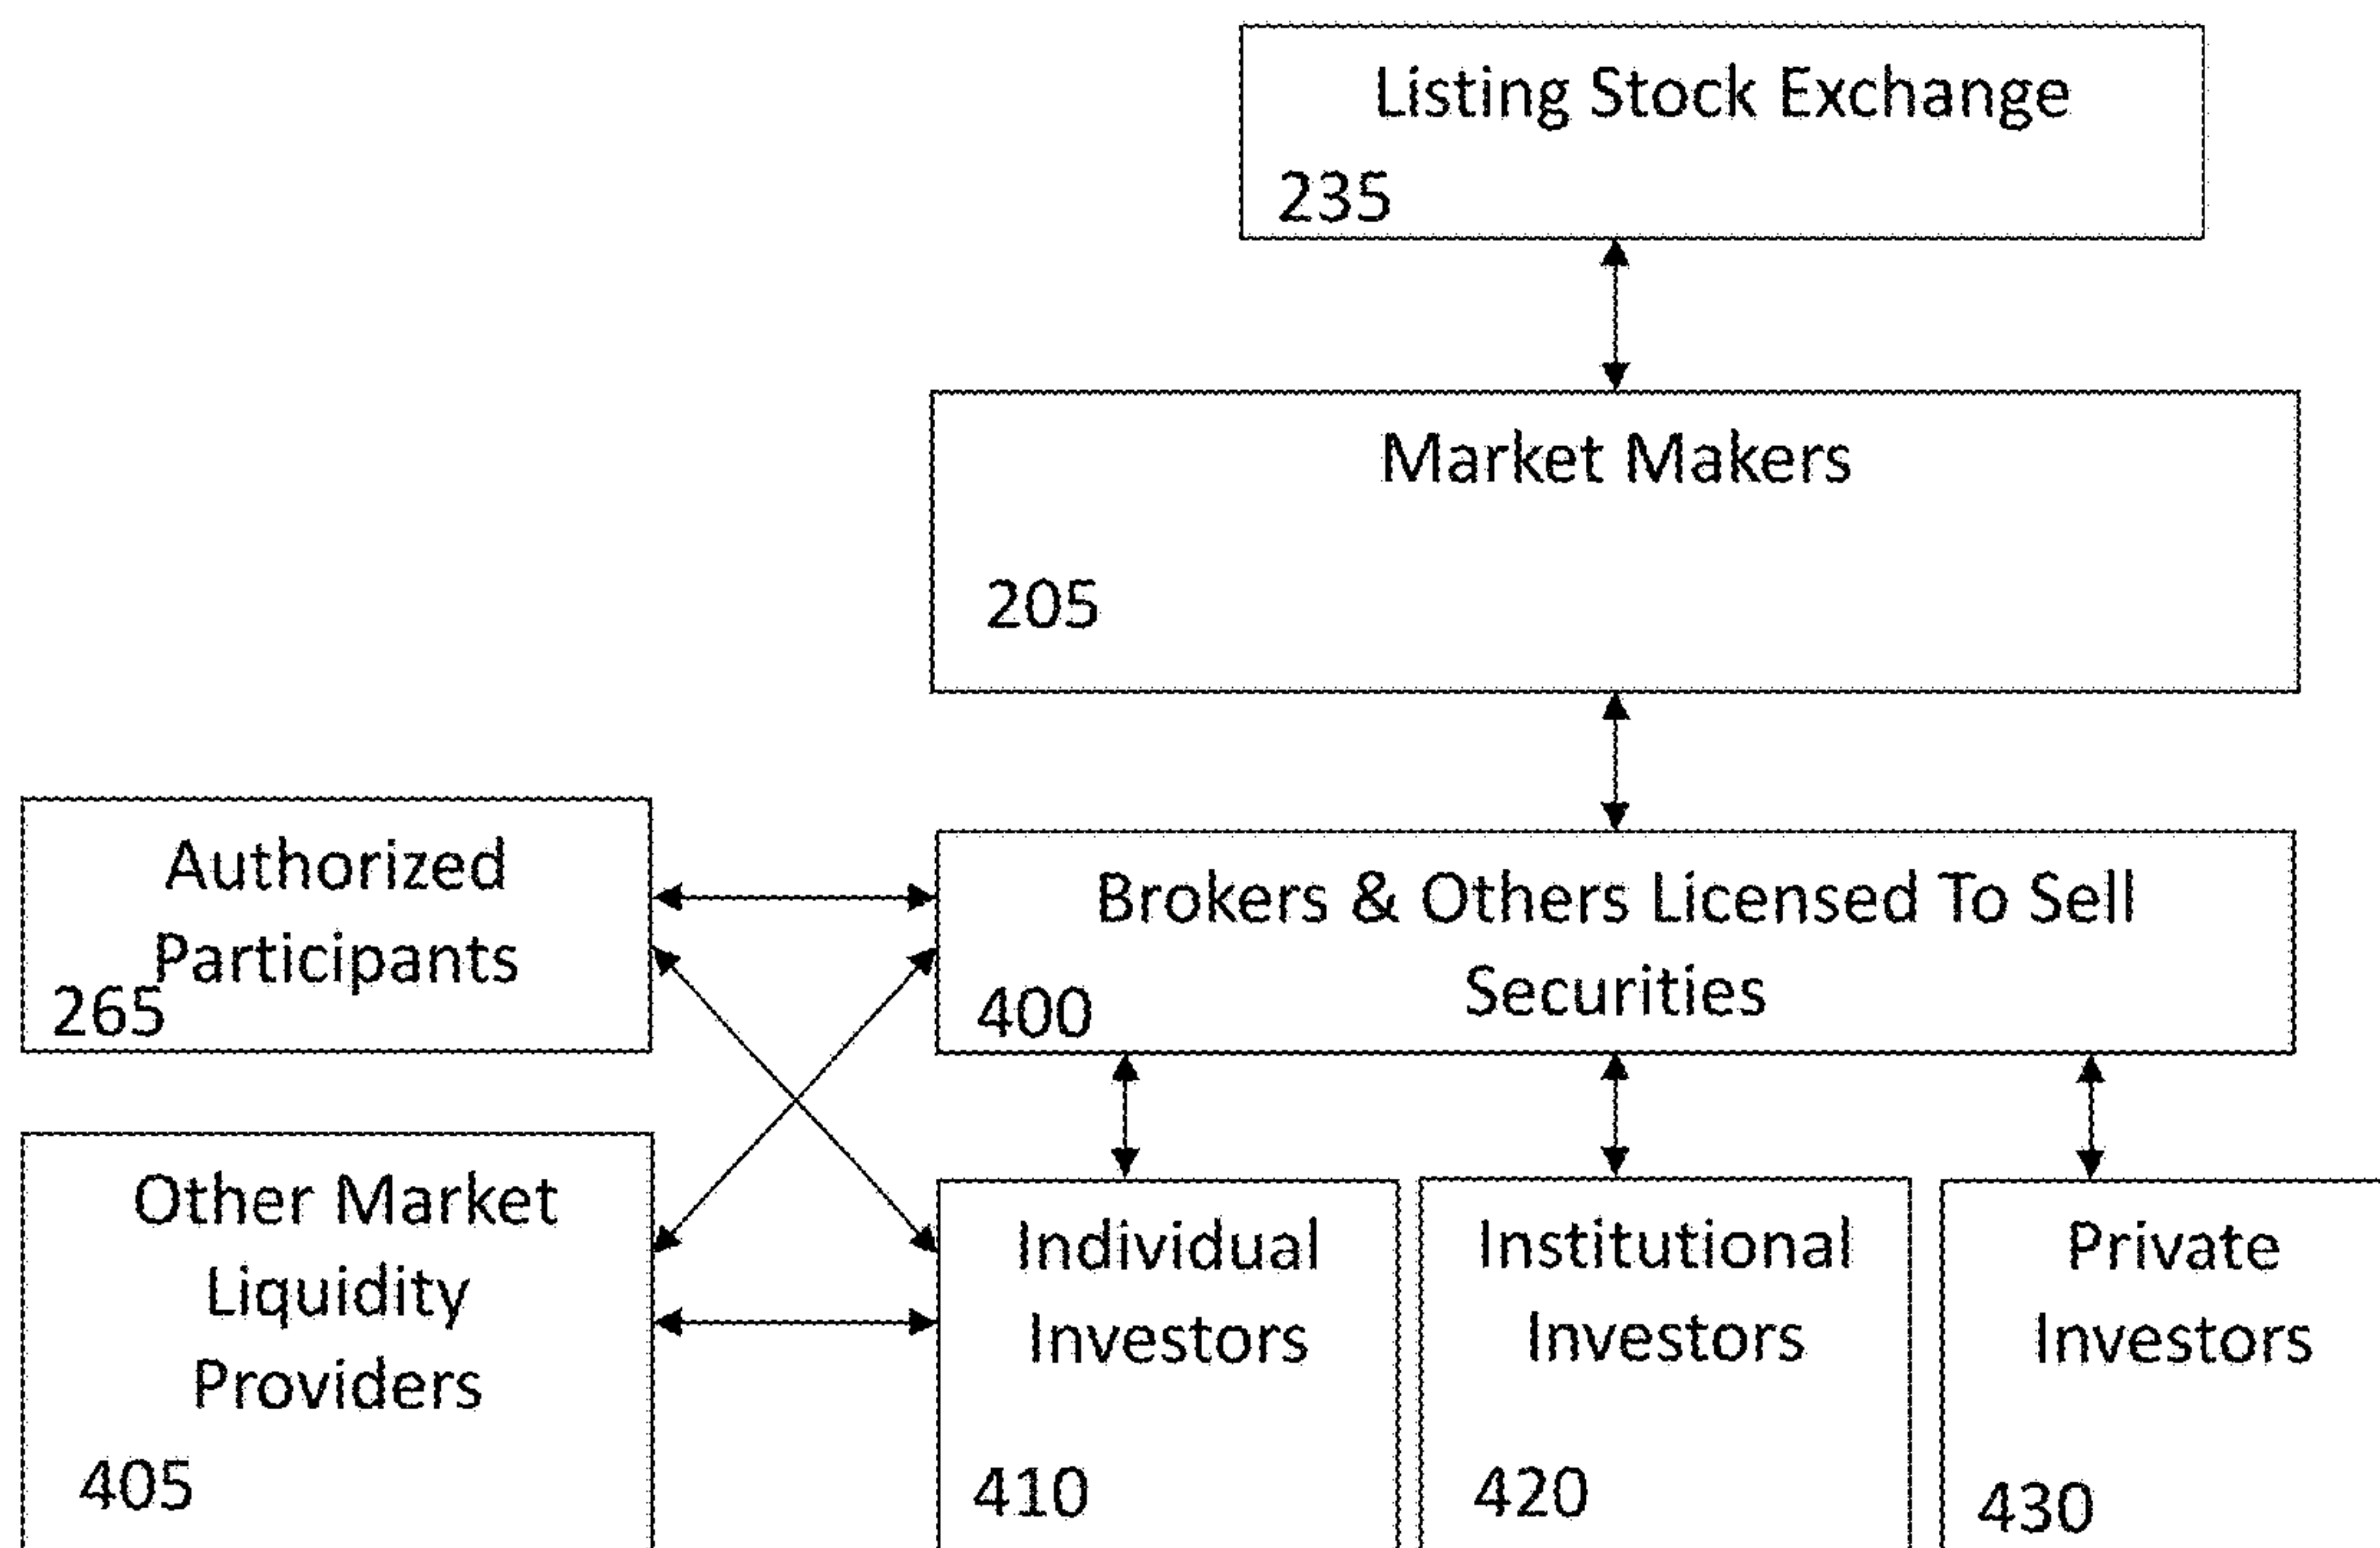 Listing Stock Exchange
235
Market Makers
205
Authorized
Participants
265
Brokers & Others Licensed To Sell
Securities
400
Other Market
Liquidity
Providers
405
Individual
Investors
410
Institutional
Investors
420
Private
Investors
430